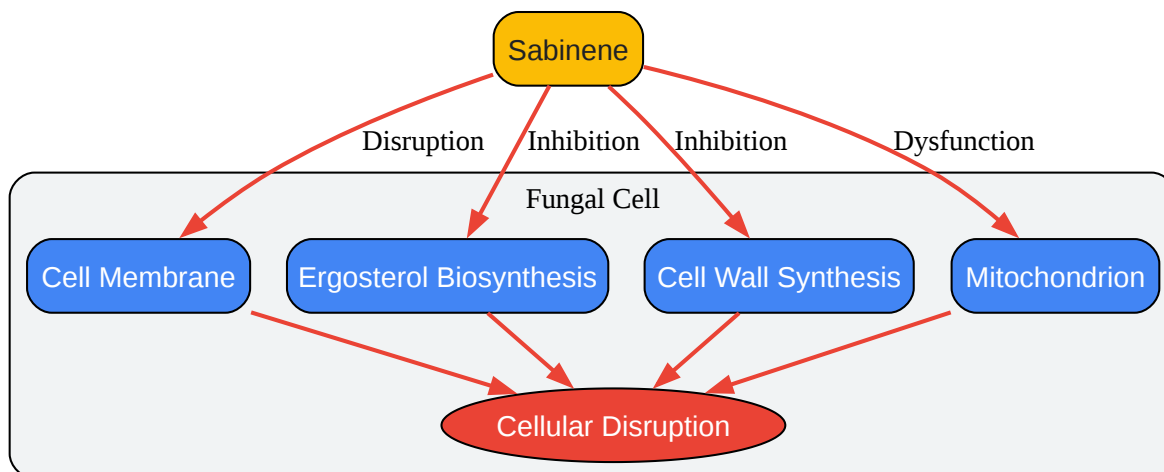 Sabinene
Disruption
Inhibition
Inhibition
Dysfunction
Fungal Cell
Cell Membrane
Ergosterol Biosynthesis
Cell Wall Synthesis
Mitochondrion
Cellular Disruption